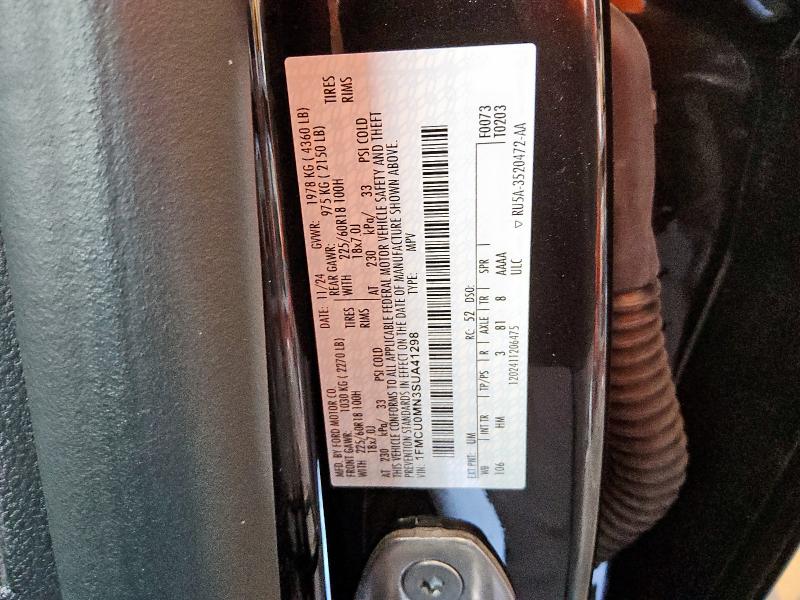 MFD. BY FORD MOTOR CO. DATE: 11/24 GVWR: 1978 KG ( 4360 LB)
FRONT GAWR: 1030 KG (2270 LB) REAR GAWR: 975 KG ( 2150 LB)
WITH 225/60R18 100H TIRES WITH 225/60R18 100H TIRES
18x7.0J RIMS 18x7.0J RIMS
AT 230 kPa/ 33 PSI COLD AT 230 kPa/ 33 PSI COLD
THIS VEHICLE CONFORMS TO ALL APPLICABLE FEDERAL MOTOR VEHICLE SAFETY AND THEFT
PREVENTION STANDARDS IN EFFECT ON THE DATE OF MANUFACTURE SHOWN ABOVE.
VIN: 1FMCU0MN3SUA41298 TYPE: MPV
EXT PNT: UM RC: 52 DSO: F0073
WB INT TR TP/PS R AXLE TR SPR T0203
106 HM 3 81 8 AAAA
1202411206475 ULC ▽ RU5A-3520472-AA